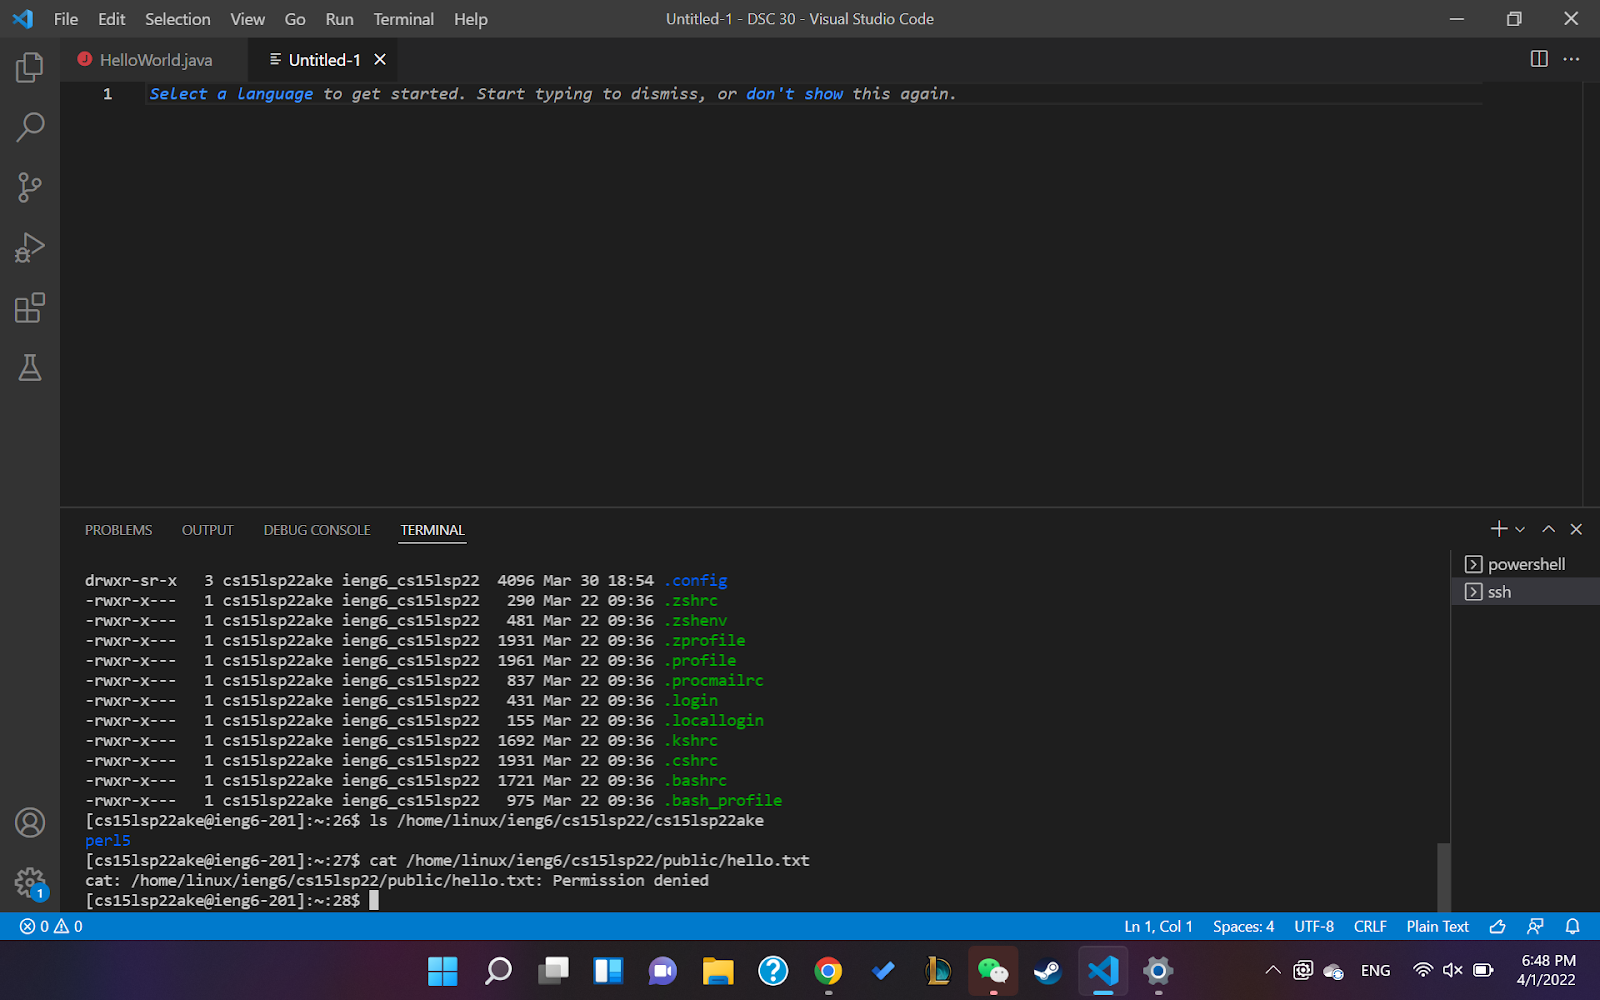 File Edit Selection View Go Run Terminal Help Untitled-1 - DSC 30 - Visual Studio Code
HelloWorld.java Untitled-1
1 Select a language to get started. Start typing to dismiss, or don't show this again.
PROBLEMS OUTPUT DEBUG CONSOLE TERMINAL
powershell
ssh
drwxr-sr-x 3 cs15lsp22ake ieng6_cs15lsp22 4096 Mar 30 18:54 .config
-rwxr-x--- 1 cs15lsp22ake ieng6_cs15lsp22 290 Mar 22 09:36 .zshrc
-rwxr-x--- 1 cs15lsp22ake ieng6_cs15lsp22 481 Mar 22 09:36 .zshenv
-rwxr-x--- 1 cs15lsp22ake ieng6_cs15lsp22 1931 Mar 22 09:36 .zprofile
-rwxr-x--- 1 cs15lsp22ake ieng6_cs15lsp22 1961 Mar 22 09:36 .profile
-rwxr-x--- 1 cs15lsp22ake ieng6_cs15lsp22 837 Mar 22 09:36 .procmailrc
-rwxr-x--- 1 cs15lsp22ake ieng6_cs15lsp22 431 Mar 22 09:36 .login
-rwxr-x--- 1 cs15lsp22ake ieng6_cs15lsp22 155 Mar 22 09:36 .locallogin
-rwxr-x--- 1 cs15lsp22ake ieng6_cs15lsp22 1692 Mar 22 09:36 .kshrc
-rwxr-x--- 1 cs15lsp22ake ieng6_cs15lsp22 1931 Mar 22 09:36 .cshrc
-rwxr-x--- 1 cs15lsp22ake ieng6_cs15lsp22 1721 Mar 22 09:36 .bashrc
-rwxr-x--- 1 cs15lsp22ake ieng6_cs15lsp22 975 Mar 22 09:36 .bash_profile
[cs15lsp22ake@ieng6-201]:~:26$ ls /home/linux/ieng6/cs15lsp22/cs15lsp22ake
perl5
[cs15lsp22ake@ieng6-201]:~:27$ cat /home/linux/ieng6/cs15lsp22/public/hello.txt
cat: /home/linux/ieng6/cs15lsp22/public/hello.txt: Permission denied
[cs15lsp22ake@ieng6-201]:~:28$
1
0 0 Ln 1, Col 1 Spaces: 4 UTF-8 CRLF Plain Text
ENG 6:48 PM
4/1/2022